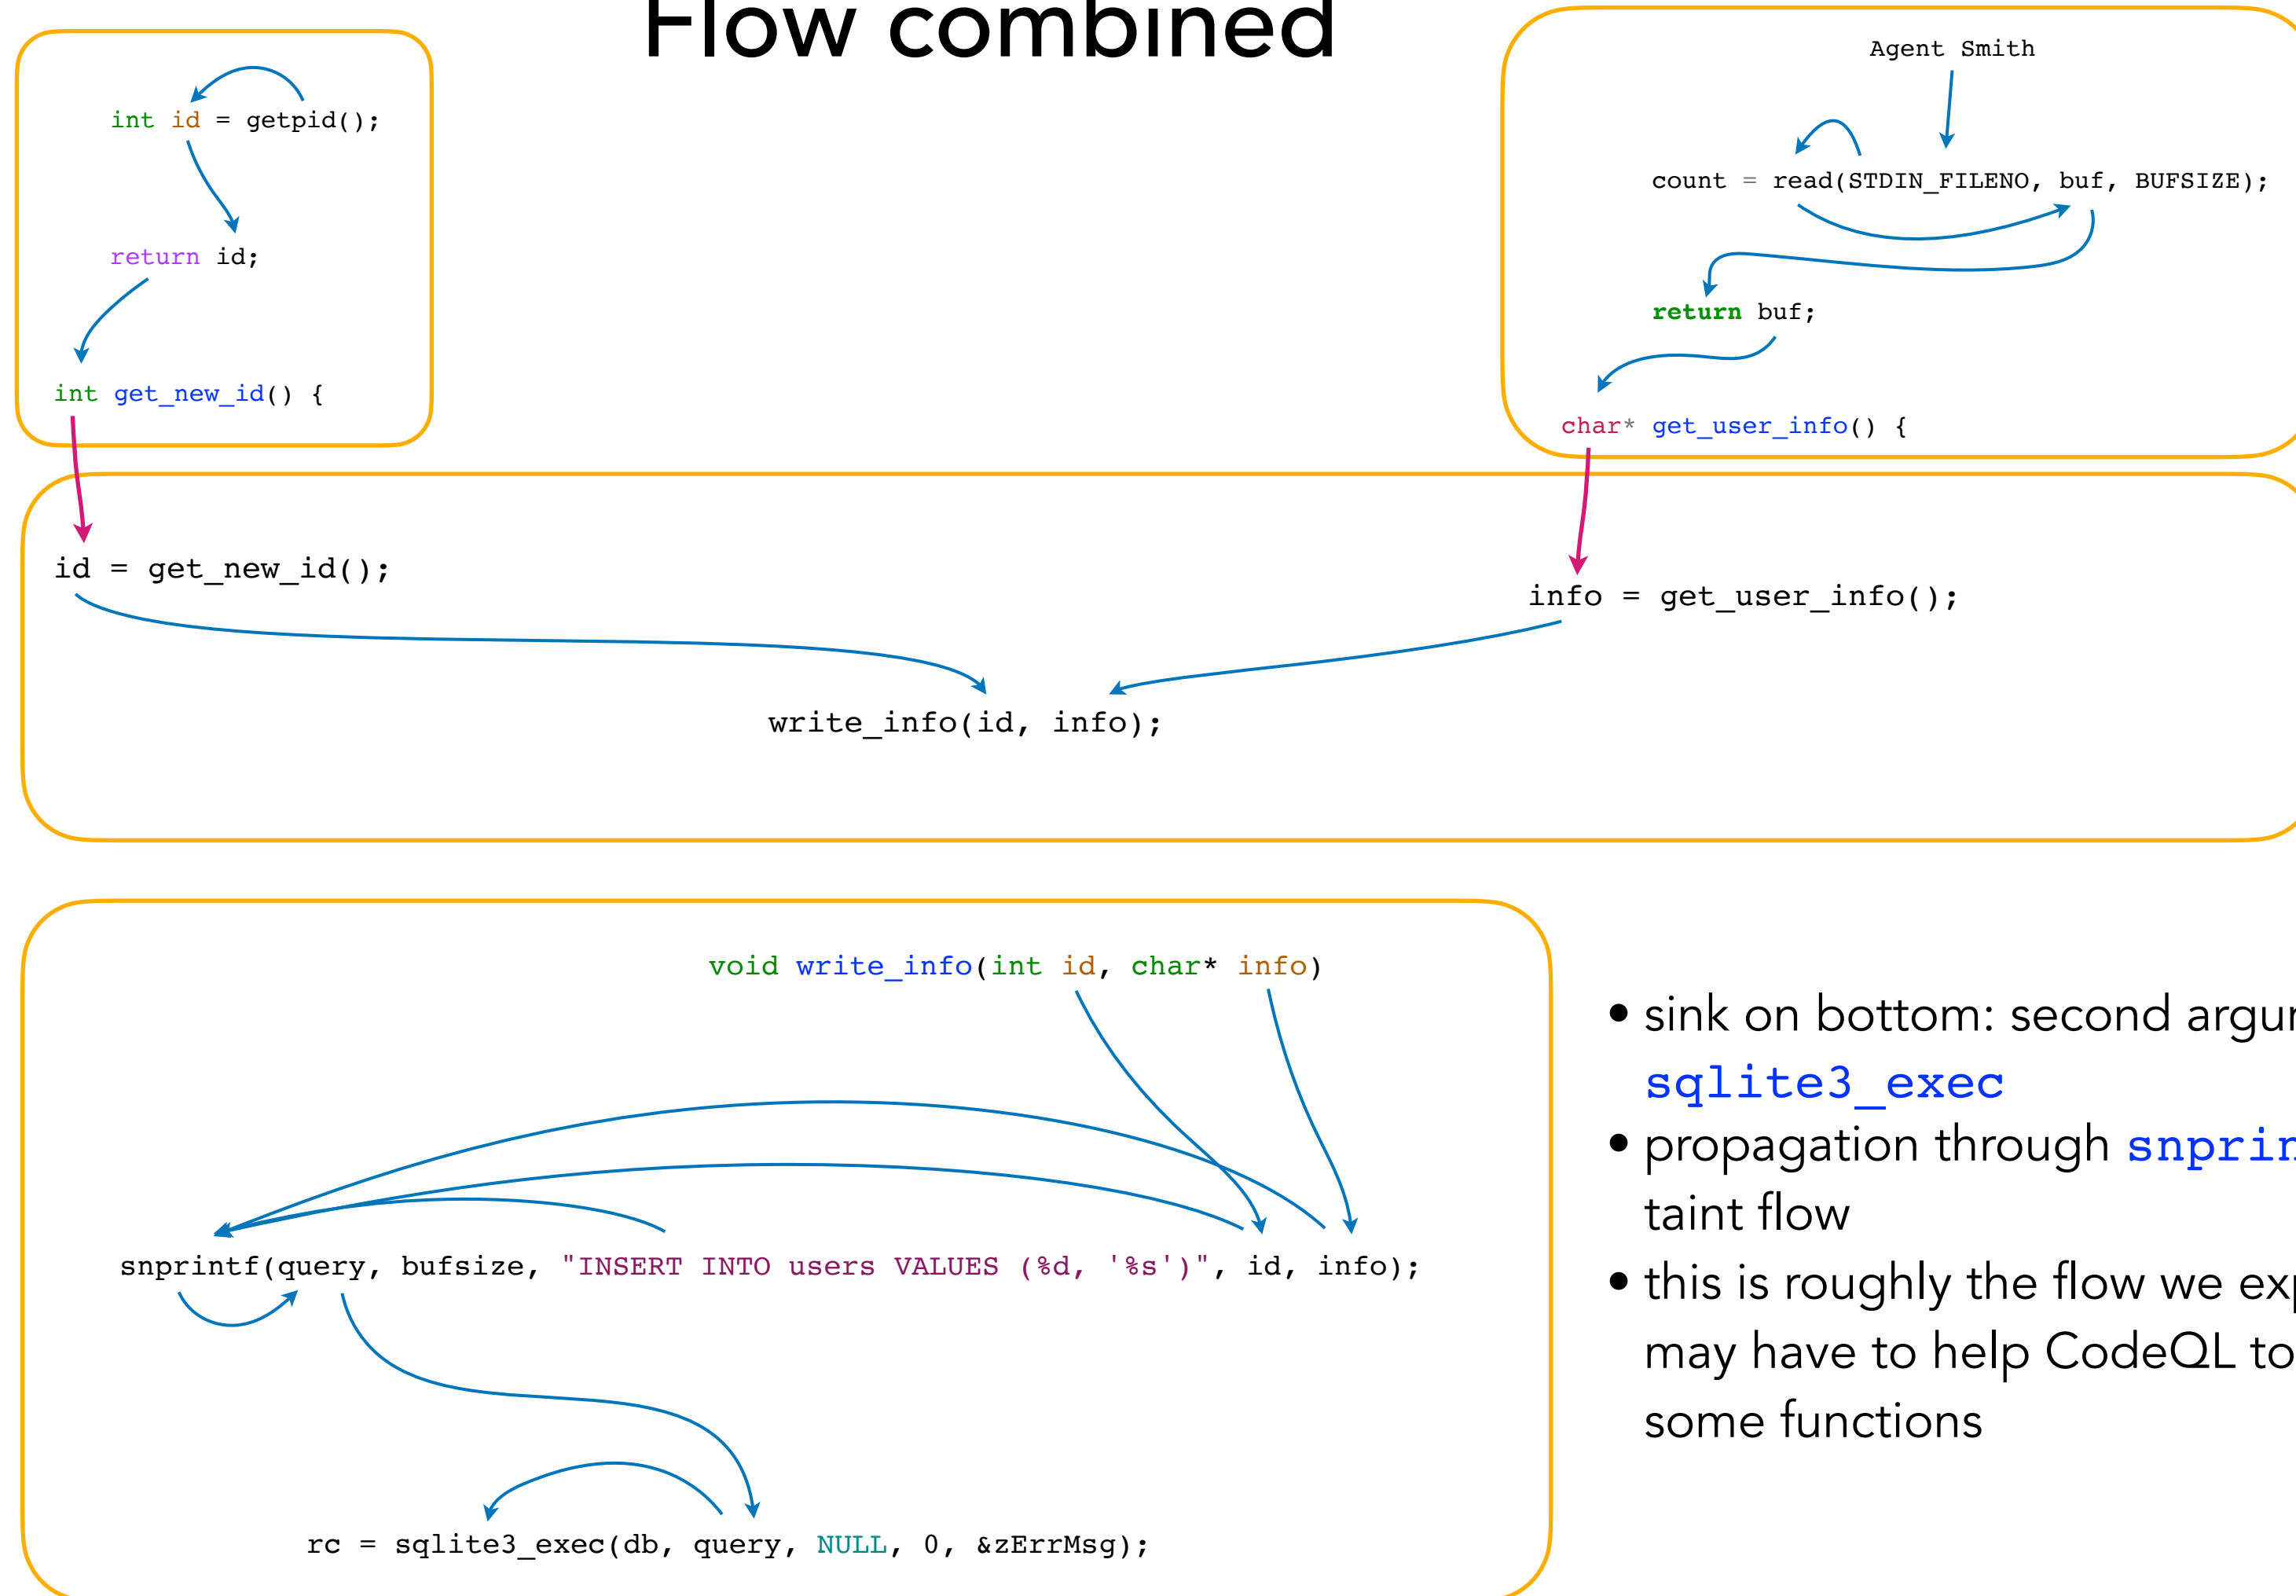 Flow combined
int id = getpid();
return id;
int get_new_id() {
Agent Smith
count = read(STDIN_FILENO, buf, BUFSIZE);
return buf;
char* get_user_info() {
id = get_new_id();
info = get_user_info();
write_info(id, info);
void write_info(int id, char* info)
snprintf(query, bufsize, "INSERT INTO users VALUES (%d, '%s')", id, info);
rc = sqlite3_exec(db, query, NULL, 0, &zErrMsg);
• sink on bottom: second
sqlite3_exec
• propagation through
taint flow
• this is roughly the flow we
may have to help CodeQL to
some functions